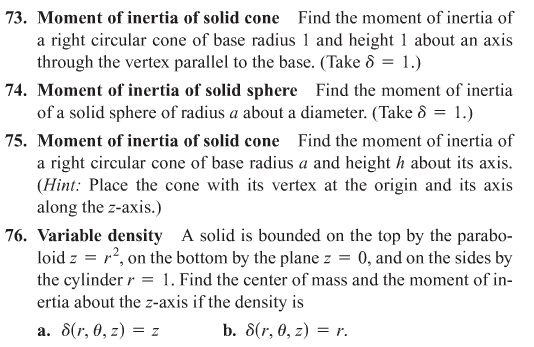 73. Moment of inertia of solid cone Find the moment of inertia of
a right circular cone of base radius 1 and height 1 about an axis
through the vertex parallel to the base. (Take δ = 1.)
74. Moment of inertia of solid sphere Find the moment of inertia
of a solid sphere of radius a about a diameter. (Take δ = 1.)
75. Moment of inertia of solid cone Find the moment of inertia of
a right circular cone of base radius a and height h about its axis.
(Hint: Place the cone with its vertex at the origin and its axis
along the z-axis.)
76. Variable density A solid is bounded on the top by the parabo-
loid z = r², on the bottom by the plane z = 0, and on the sides by
the cylinder r = 1. Find the center of mass and the moment of in-
ertia about the z-axis if the density is
a. δ(r, θ, z) = z b. δ(r, θ, z) = r.